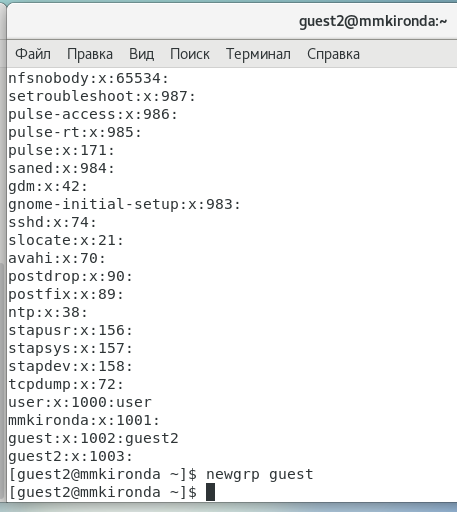 guest2@mmkironda:~
Файл Правка Вид Поиск Терминал Справка
nfsnobody:x:65534:
setroubleshoot:x:987:
pulse-access:x:986:
pulse-rt:x:985:
pulse:x:171:
saned:x:984:
gdm:x:42:
gnome-initial-setup:x:983:
sshd:x:74:
slocate:x:21:
avahi:x:70:
postdrop:x:90:
postfix:x:89:
ntp:x:38:
stapusr:x:156:
stapsys:x:157:
stapdev:x:158:
tcpdump:x:72:
user:x:1000:user
mmkironda:x:1001:
guest:x:1002:guest2
guest2:x:1003:
[guest2@mmkironda ~]$ newgrp guest
[guest2@mmkironda ~]$